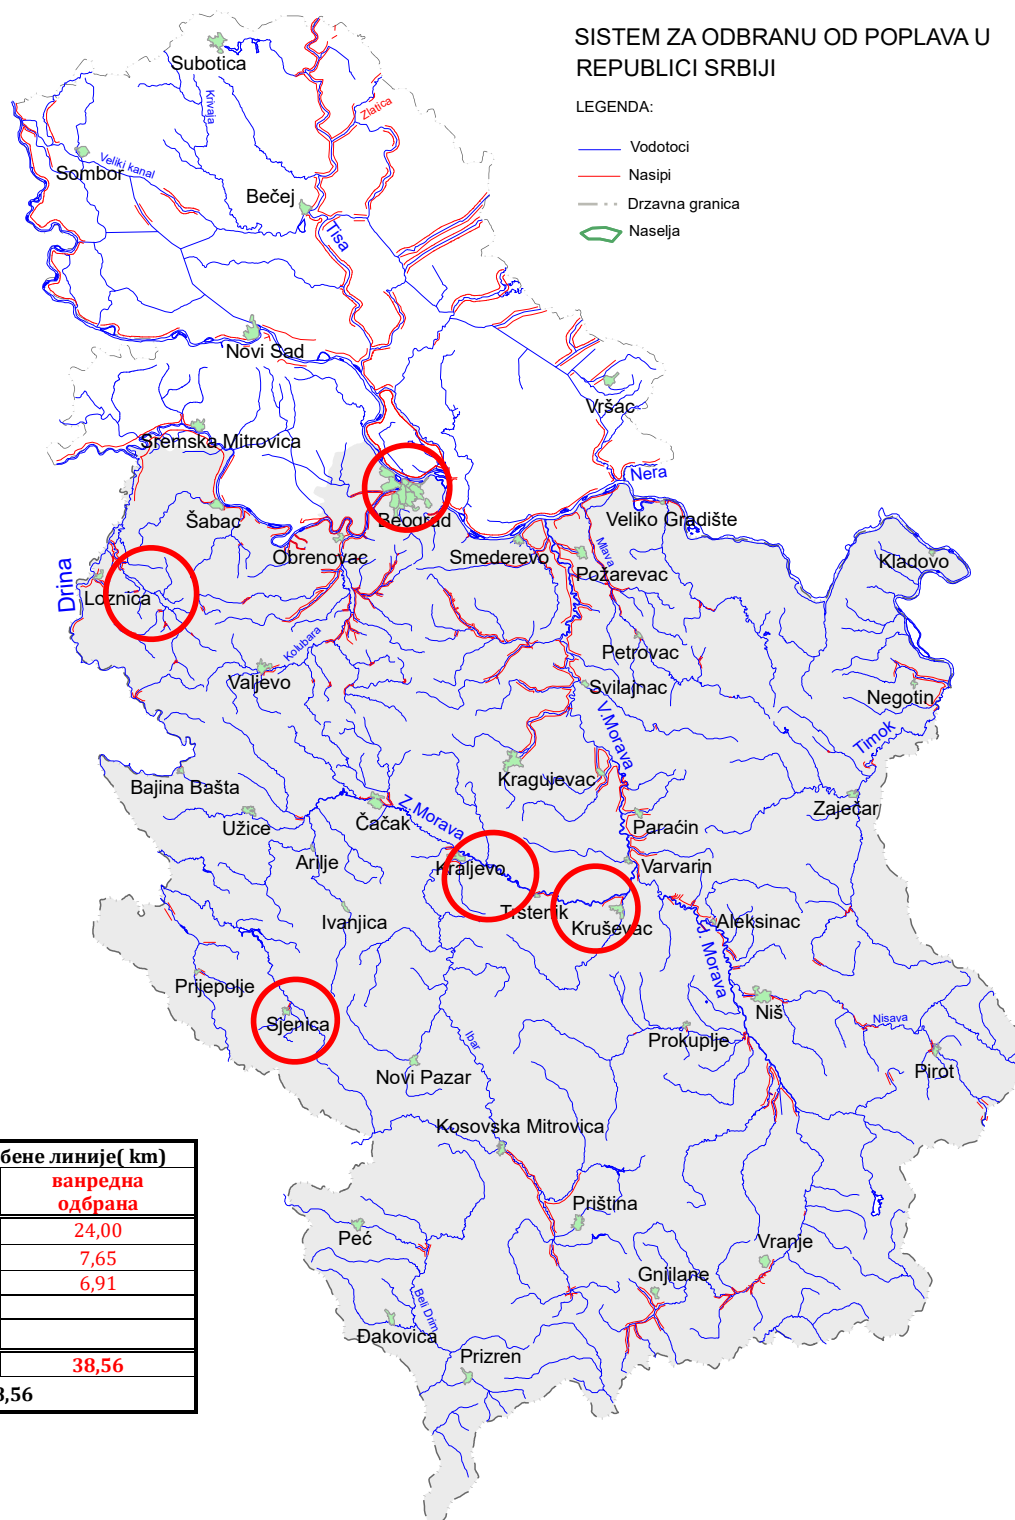 SISTEM ZA ODBRANU OD POPLAVA U
REPUBLICI SRBIJI
LEGENDA:
Vodotoci
Nasipi
Drzavna granica
Naselja
Subotica
Krivaja
Zlatica
Sombor
Veliki kanal
Bečej
Tisa
Novi Sad
Vršac
Sremska Mitrovica
Nera
Šabac
Beograd
Veliko Gradište
Obrenovac
Smederevo
Mlava
Kladovo
Drina
Požarevac
Loznica
Kolubara
Petrovac
Valjevo
Svilajnac
Negotin
V.Morava
Timok
Bajina Bašta
Kragujevac
Zaječar
Užice
Čačak
Z.Morava
Paraćin
Arilje
Kraljevo
Varvarin
Ivanjica
Trstenik
Kruševac
Aleksinac
J. Morava
Prijepolje
Sjenica
Niš
Nisava
Ibar
Prokuplje
Pirot
Novi Pazar
Kosovska Mitrovica
Priština
Peć
Vranje
Gnjilane
Beli Drim
Đakovica
Prizren
бене линије( km)
ванредна
одбрана
24,00
7,65
6,91
38,56
8,56